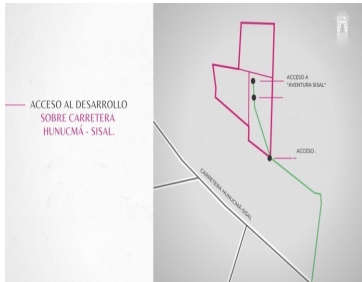 ACCESO AL DESARROLLO
SOBRE CARRETERA
HUNUCMÁ - SISAL.
ACCESO A
"AVENTURA SISAL"
ACCESO .
CARRETERA HUNUCMÁ-SISAL